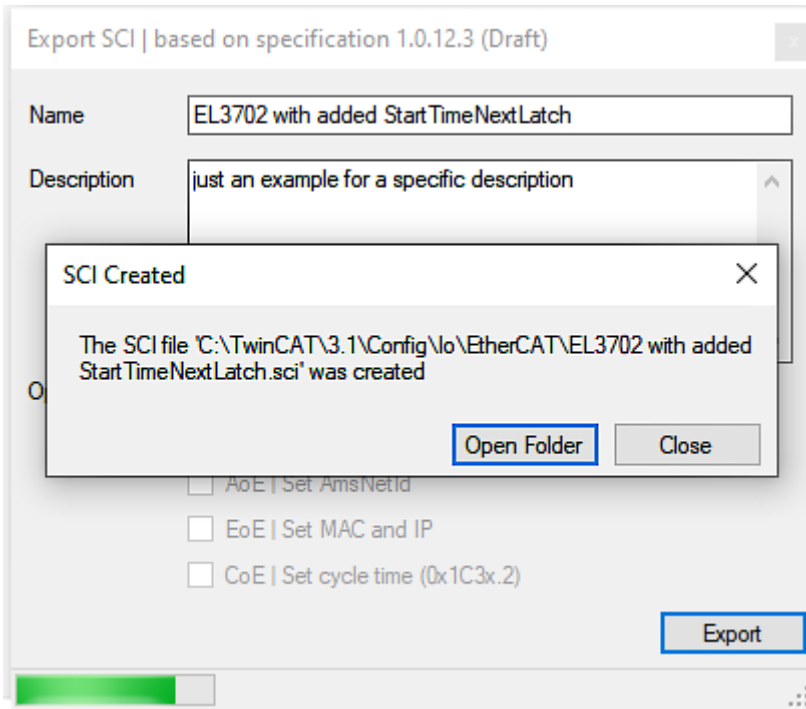 Export SCI | based on specification 1.0.12.3 (Draft)
x
Name
EL3702 with added StartTimeNextLatch
Description
just an example for a specific description
SCI Created
The SCI file 'C:\TwinCAT\3.1\Config\Io\EtherCAT\EL3702 with added
StartTimeNextLatch.sci' was created
Open Folder
Close
AoE | Set AmsNetId
EoE | Set MAC and IP
CoE | Set cycle time (0x1C3x.2)
Export